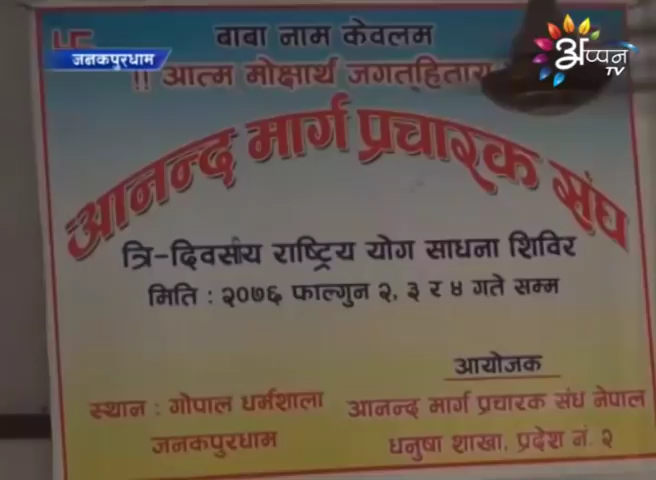 बाबा नाम केवलम
अप्पन
TV
जनकपुरधाम
!! आत्म मोक्षार्थ जगतहिताय
आनन्द मार्ग प्रचारक संघ
त्रि-दिवसीय राष्ट्रिय योग साधना शिविर
मिति : २०७६ फाल्गुन २, ३ र ४ गते सम्म
आयोजक
स्थान : गोपाल धर्मशाला
जनकपुरधाम
आनन्द मार्ग प्रचारक संघ नेपाल
धनुषा शाखा, प्रदेश नं. २